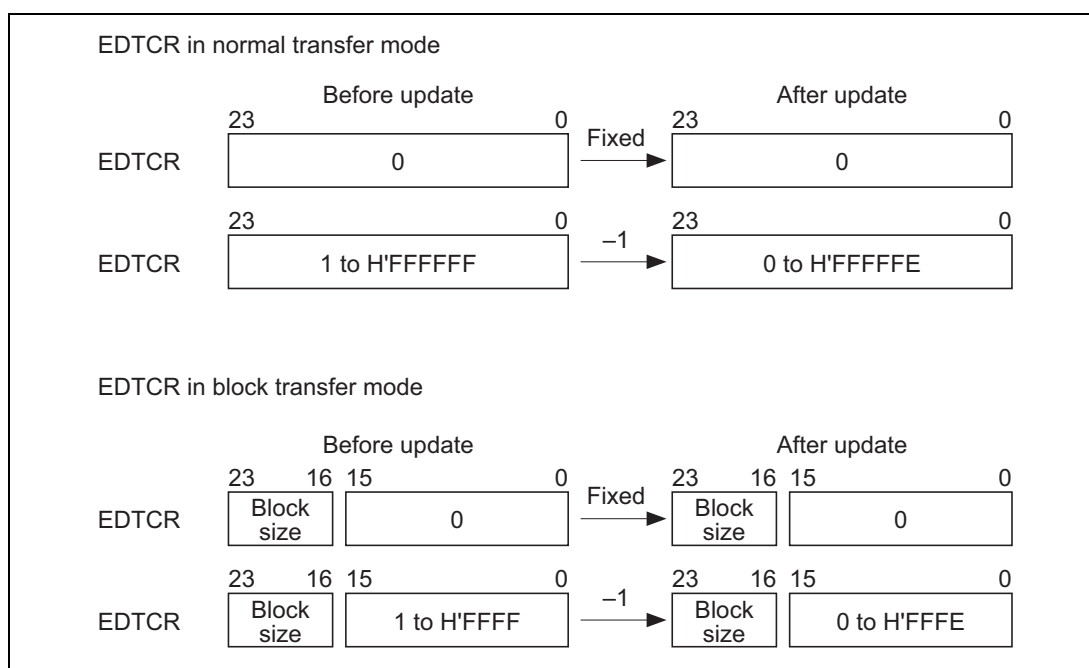 EDTCR in normal transfer mode
Before update After update
23 0 Fixed 23 0
EDTCR 0 0
23 0 –1 23 0
EDTCR 1 to H'FFFFFF 0 to H'FFFFFE
EDTCR in block transfer mode
Before update After update
23 16 15 0 Fixed 23 16 15 0
EDTCR Block size 0 Block size 0
23 16 15 0 –1 23 16 15 0
EDTCR Block size 1 to H'FFFF Block size 0 to H'FFFE